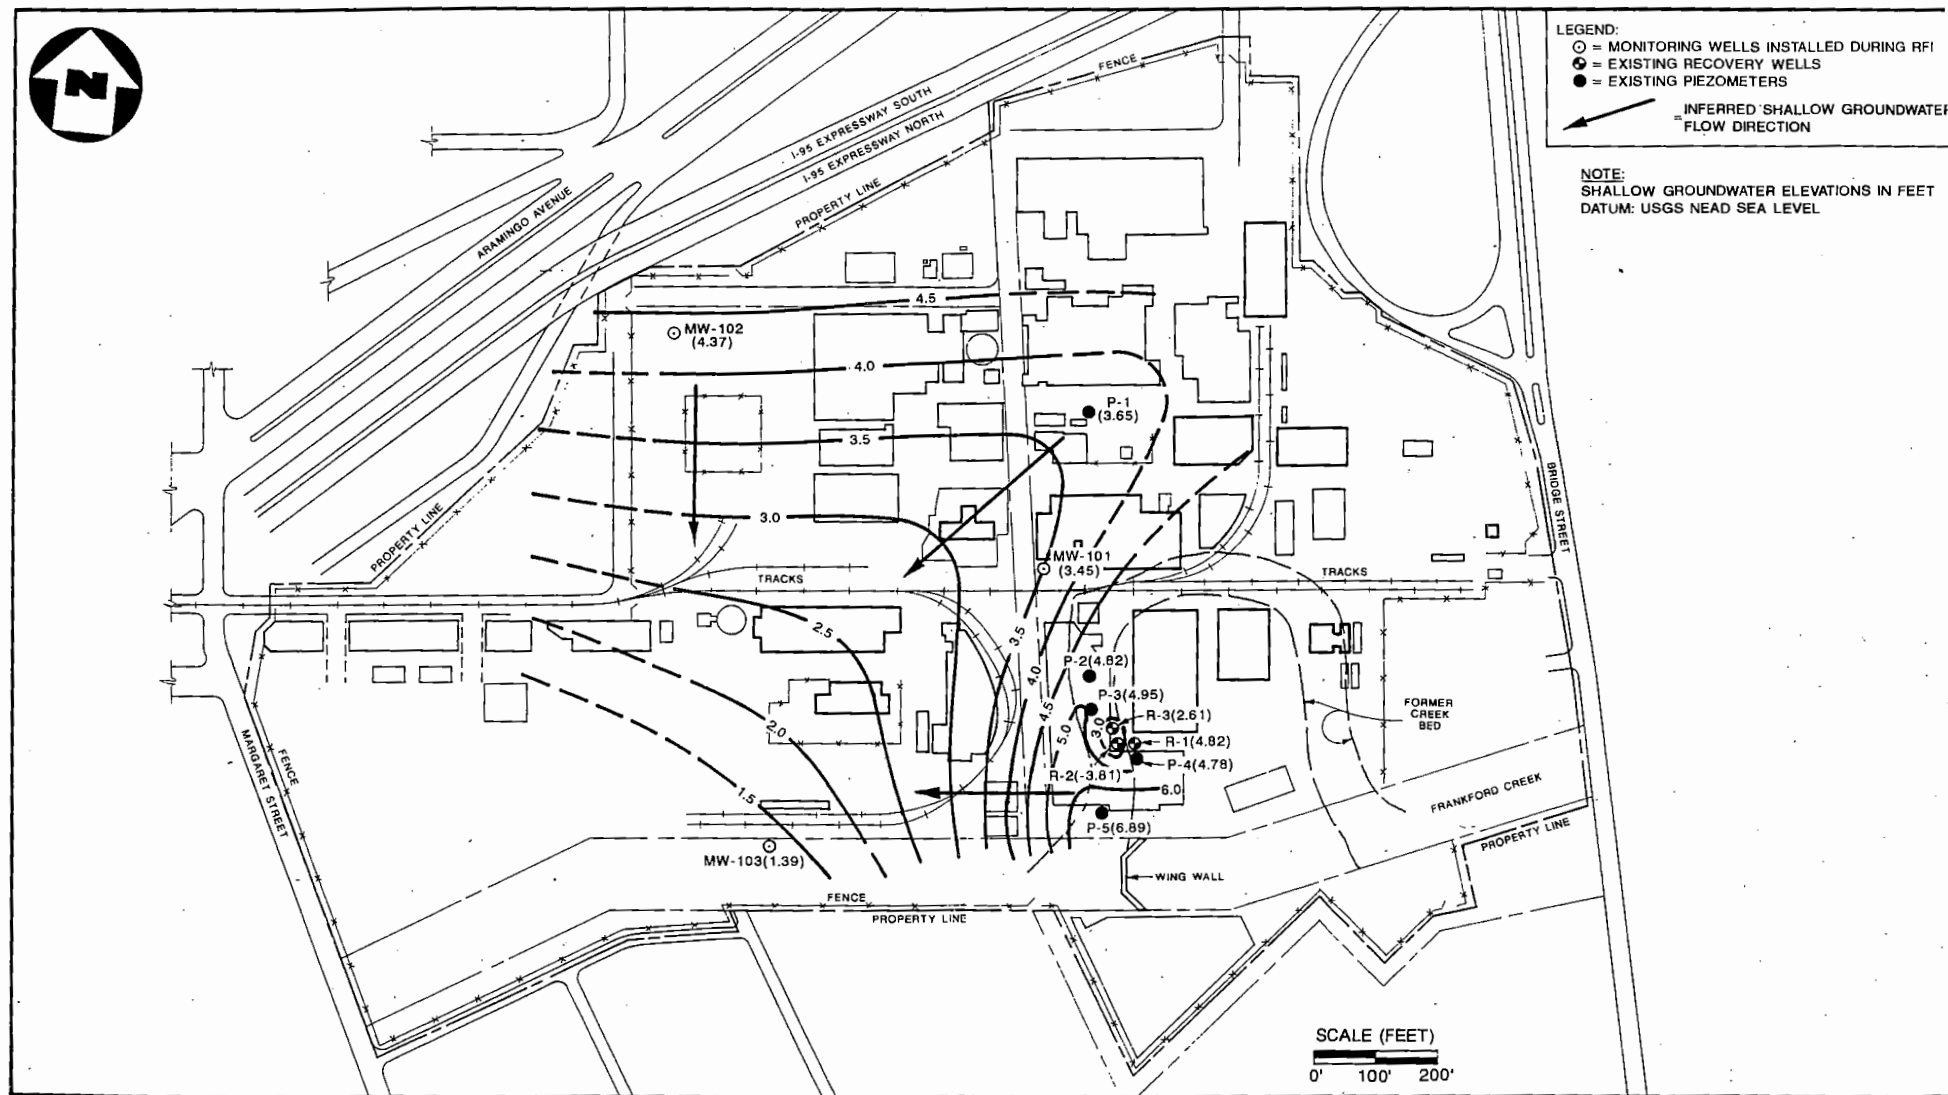 N
LEGEND:
= MONITORING WELLS INSTALLED DURING RFI
= EXISTING RECOVERY WELLS
= EXISTING PIEZOMETERS
= INFERRED SHALLOW GROUNDWATER
FLOW DIRECTION
NOTE:
SHALLOW GROUNDWATER ELEVATIONS IN FEET
DATUM: USGS NEAD SEA LEVEL
FENCE
I-95 EXPRESSWAY SOUTH
I-95 EXPRESSWAY NORTH
PROPERTY LINE
ARAMINGO AVENUE
4.5
MW-102
(4.37)
4.0
P-1
(3.65)
3.5
3.0
PROPERTY LINE
BRIDGE STREET
MW-101
(3.45)
TRACKS
TRACKS
2.5
3.5
P-2(4.82)
4.0
P-3(4.95)
4.5
R-3(2.61)
FORMER
CREEK
BED
2.0
5.0
3.0
R-1(4.82)
P-4(4.78)
R-2(-3.81)
6.0
1.5
FENCE
MARGARET STREET
FRANKFORD CREEK
P-5(6.89)
PROPERTY LINE
MW-103(1.39)
WING WALL
FENCE
PROPERTY LINE
SCALE (FEET)
0' 100' 200'